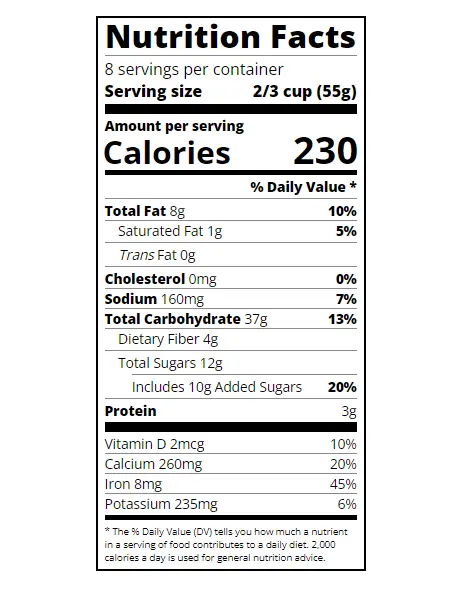 Nutrition Facts
8 servings per container
Serving size 2/3 cup (55g)
Amount per serving
Calories 230
% Daily Value *
Total Fat 8g 10%
Saturated Fat 1g 5%
Trans Fat 0g
Cholesterol 0mg 0%
Sodium 160mg 7%
Total Carbohydrate 37g 13%
Dietary Fiber 4g
Total Sugars 12g
Includes 10g Added Sugars 20%
Protein 3g
Vitamin D 2mcg 10%
Calcium 260mg 20%
Iron 8mg 45%
Potassium 235mg 6%
* The % Daily Value (DV) tells you how much a nutrient
in a serving of food contributes to a daily diet. 2,000
calories a day is used for general nutrition advice.